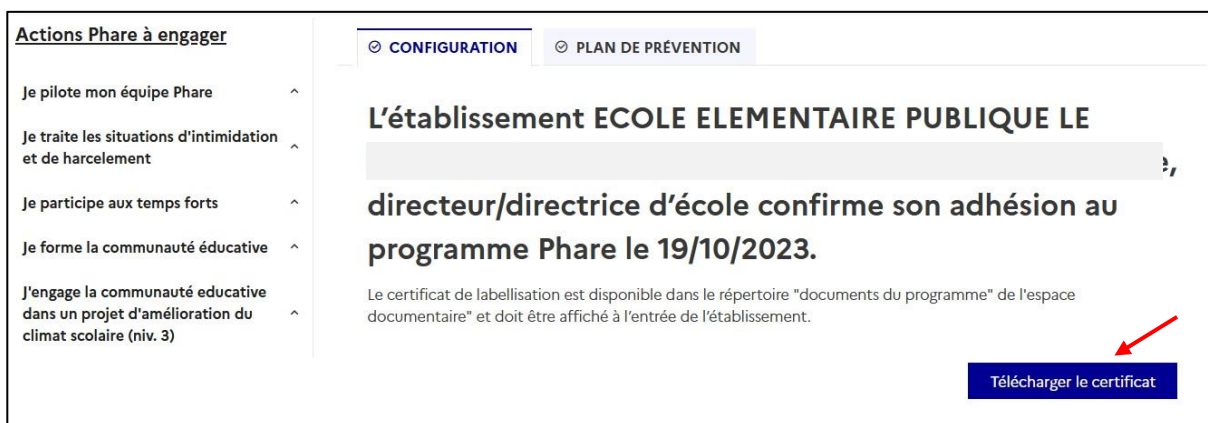 Actions Phare à engager
Je pilote mon équipe Phare
Je traite les situations d'intimidation
et de harcelement
Je participe aux temps forts
Je forme la communauté éducative
J'engage la communauté educative
dans un projet d'amélioration du
climat scolaire (niv. 3)
CONFIGURATION
PLAN DE PRÉVENTION
L'établissement ECOLE ELEMENTAIRE PUBLIQUE LE
directeur/directrice d'école confirme son adhésion au
programme Phare le 19/10/2023.
Le certificat de labellisation est disponible dans le répertoire "documents du programme" de l'espace
documentaire" et doit être affiché à l'entrée de l'établissement.
Télécharger le certificat